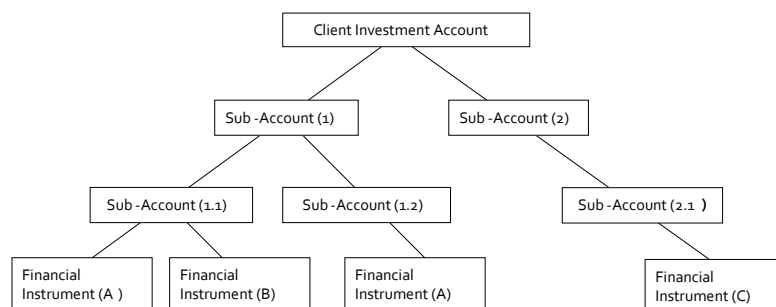 Client Investment Account
Sub -Account (1)
Sub -Account (2)
Sub -Account (1.1)
Sub -Account (1.2)
Sub -Account (2.1 )
Financial
Instrument (A )
Financial
Instrument (B)
Financial
Instrument (A)
Financial
Instrument (C)